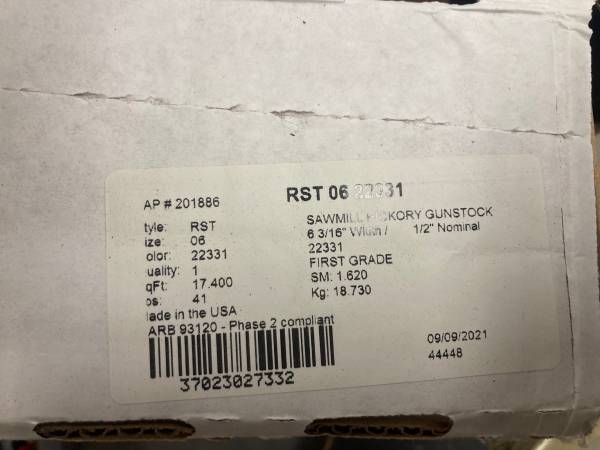 AP # 201886
RST 06 22331
tyle: RST
ize: 06
olor: 22331
uality: 1
qFt: 17.400
os: 41
ade in the USA
ARB 93120 - Phase 2 compliant
SAWMILL HICKORY GUNSTOCK
6 3/16" Width / 1/2" Nominal
22331
FIRST GRADE
SM: 1.620
Kg: 18.730
37023027332
09/09/2021
44448